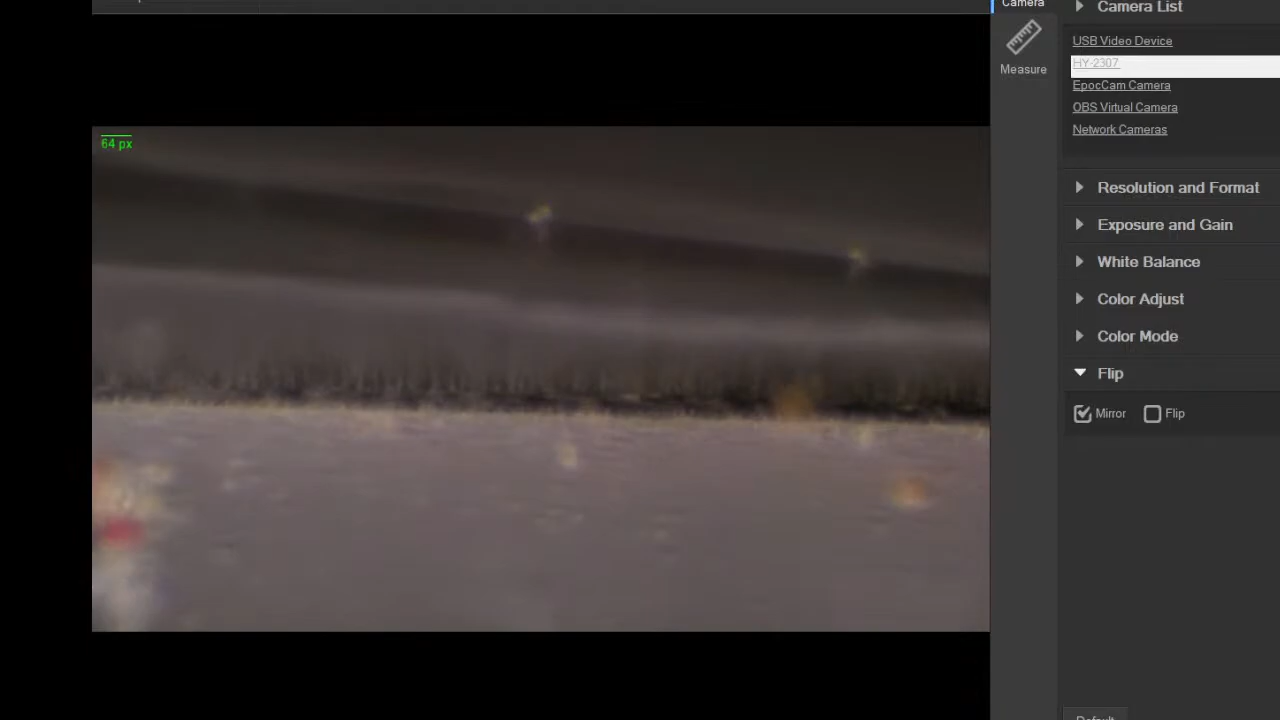 Camera
Camera List
USB Video Device
HY-2307
EpocCam Camera
OBS Virtual Camera
Network Cameras
Measure
64 px
Resolution and Format
Exposure and Gain
White Balance
Color Adjust
Color Mode
Flip
Mirror
Flip
Default